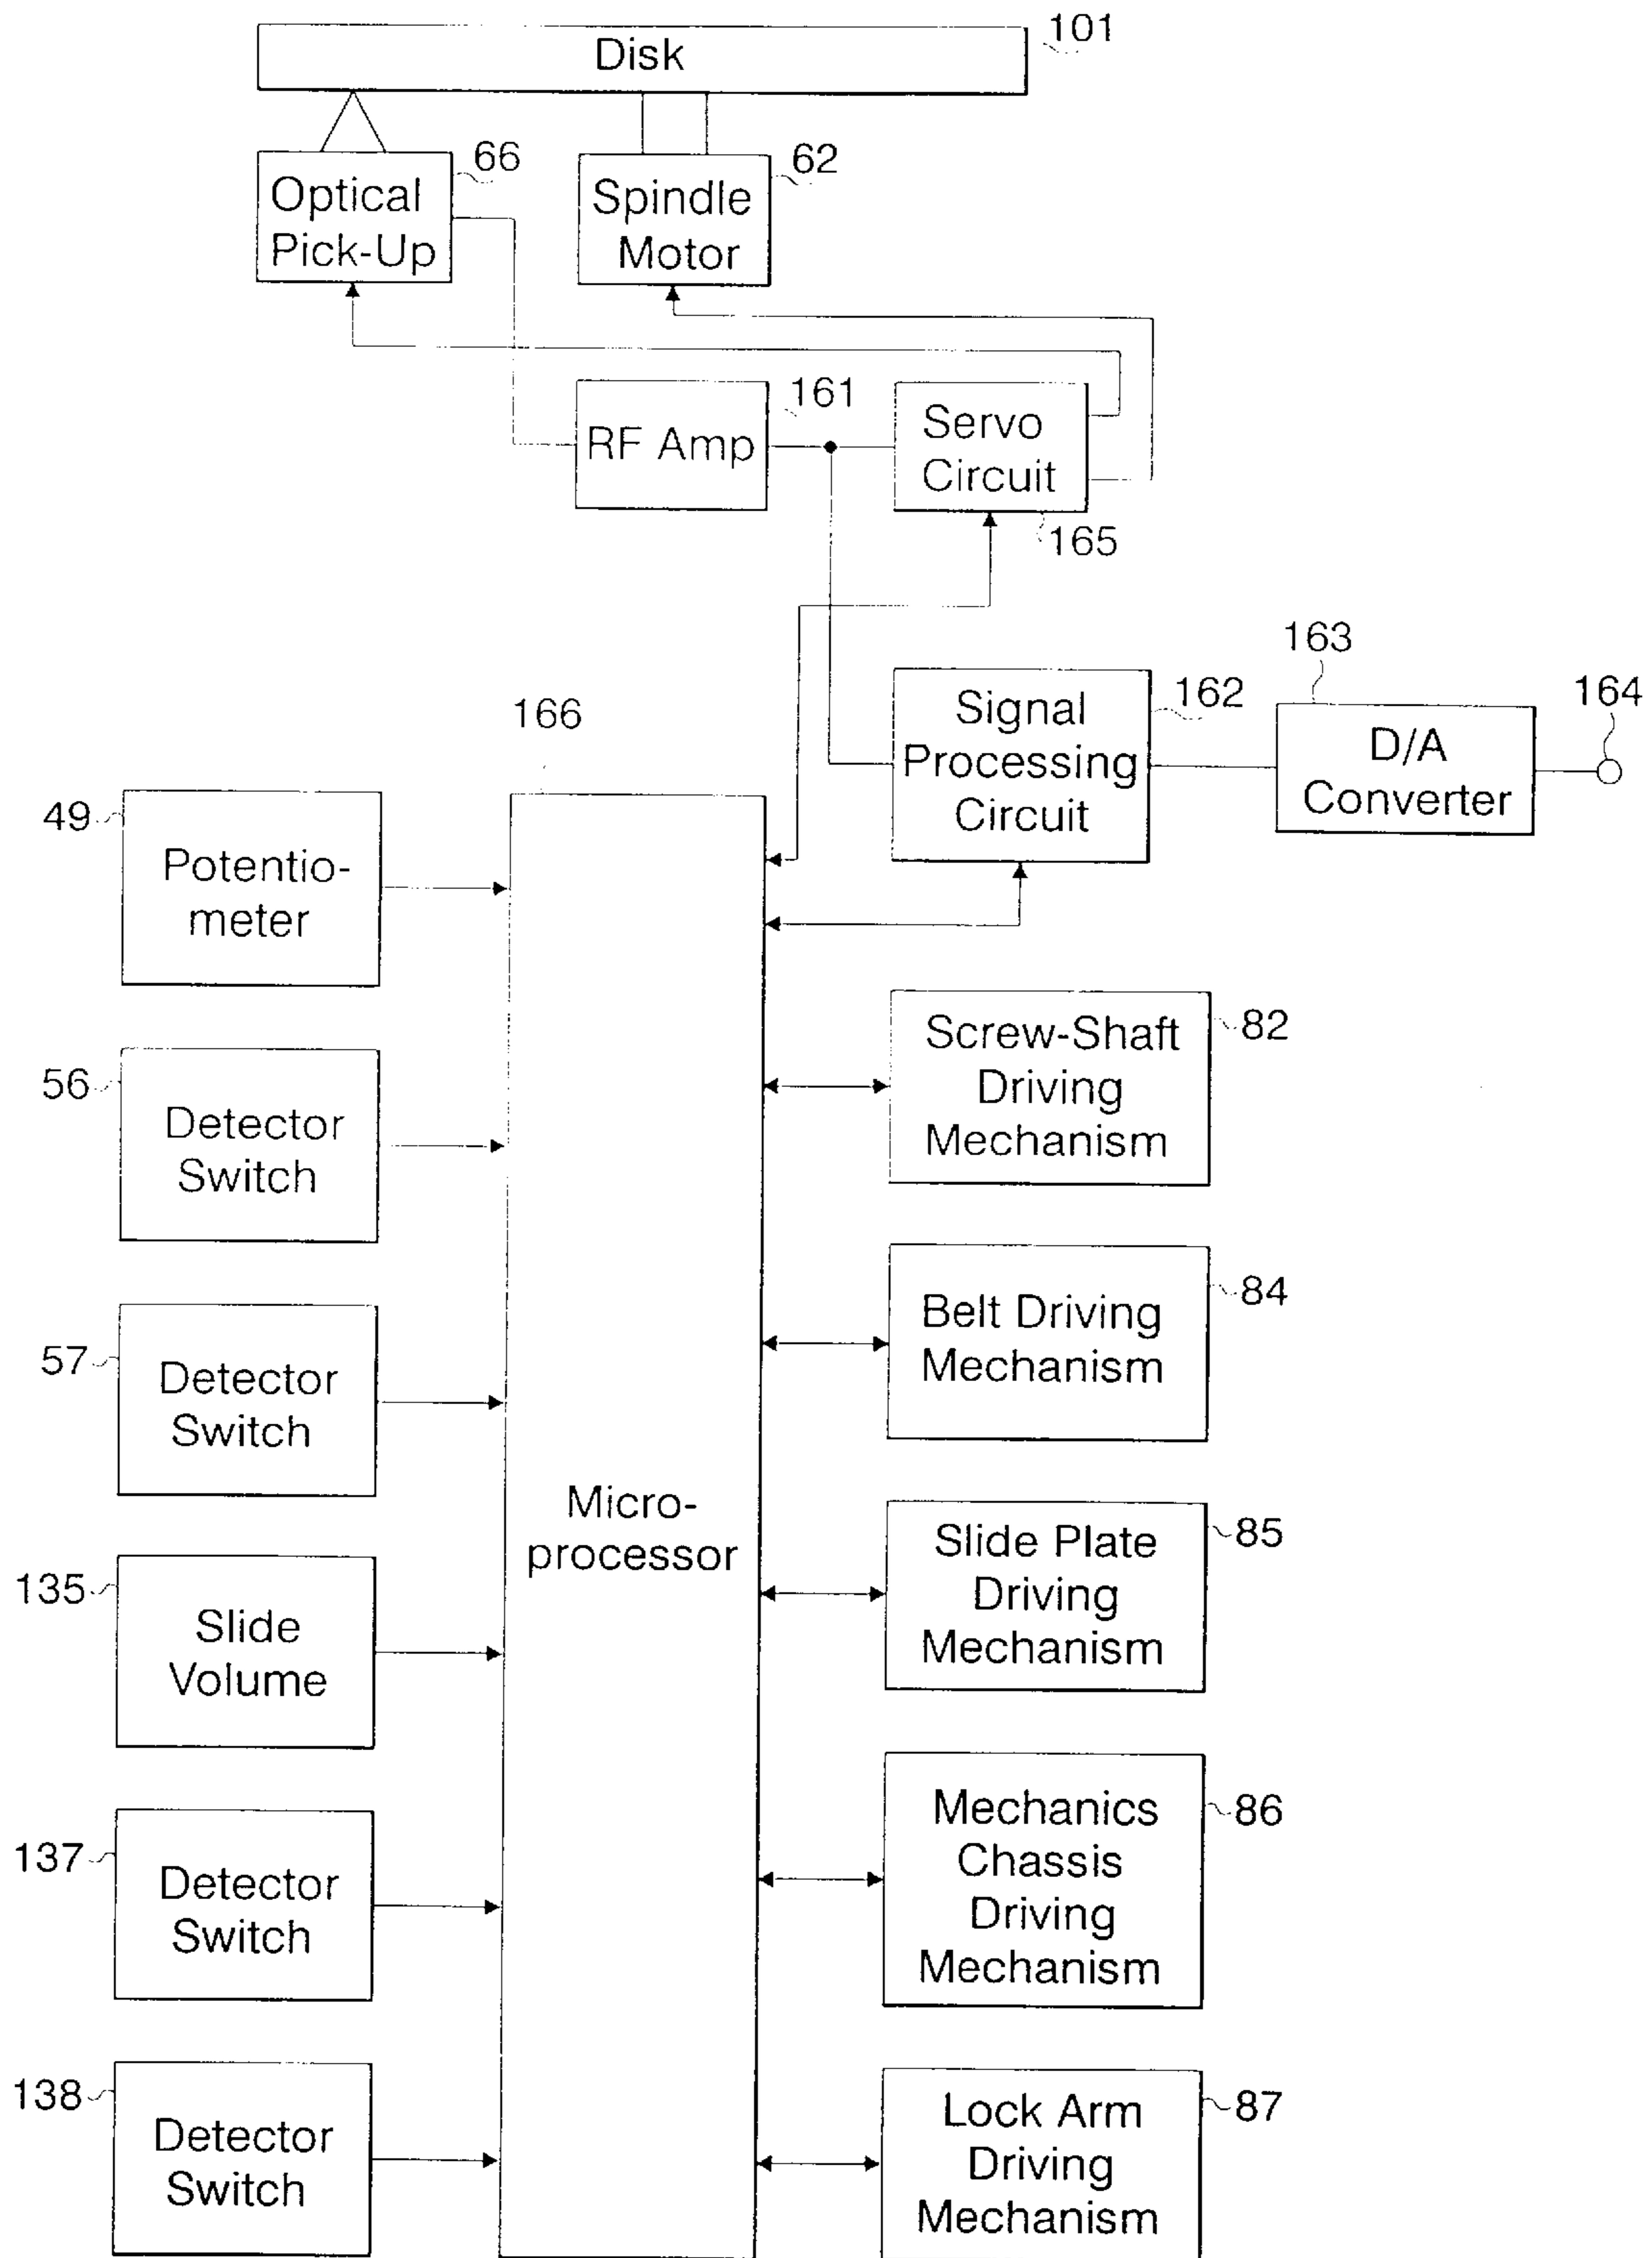 Disk
101
66
Optical
Pick-Up
62
Spindle
Motor
161
RF Amp
Servo
Circuit
165
163
164
166
Signal
Processing
Circuit
162
D/A
Converter
49
Potentio-
meter
56
Detector
Switch
57
Detector
Switch
135
Slide
Volume
137
Detector
Switch
138
Detector
Switch
Micro-
processor
Screw-Shaft
Driving
Mechanism
82
Belt Driving
Mechanism
84
Slide Plate
Driving
Mechanism
85
Mechanics
Chassis
Driving
Mechanism
86
Lock Arm
Driving
Mechanism
87